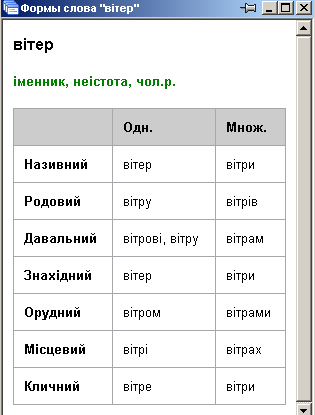 Формы слова "вітер"
вітер
іменник, неістота, чол.р.
Одн. Множ.
Називний вітер вітри
Родовий вітру вітрів
Давальний вітрові, вітру вітрам
Знахідний вітер вітри
Орудний вітром вітрами
Місцевий вітрі вітрах
Кличний вітре вітри